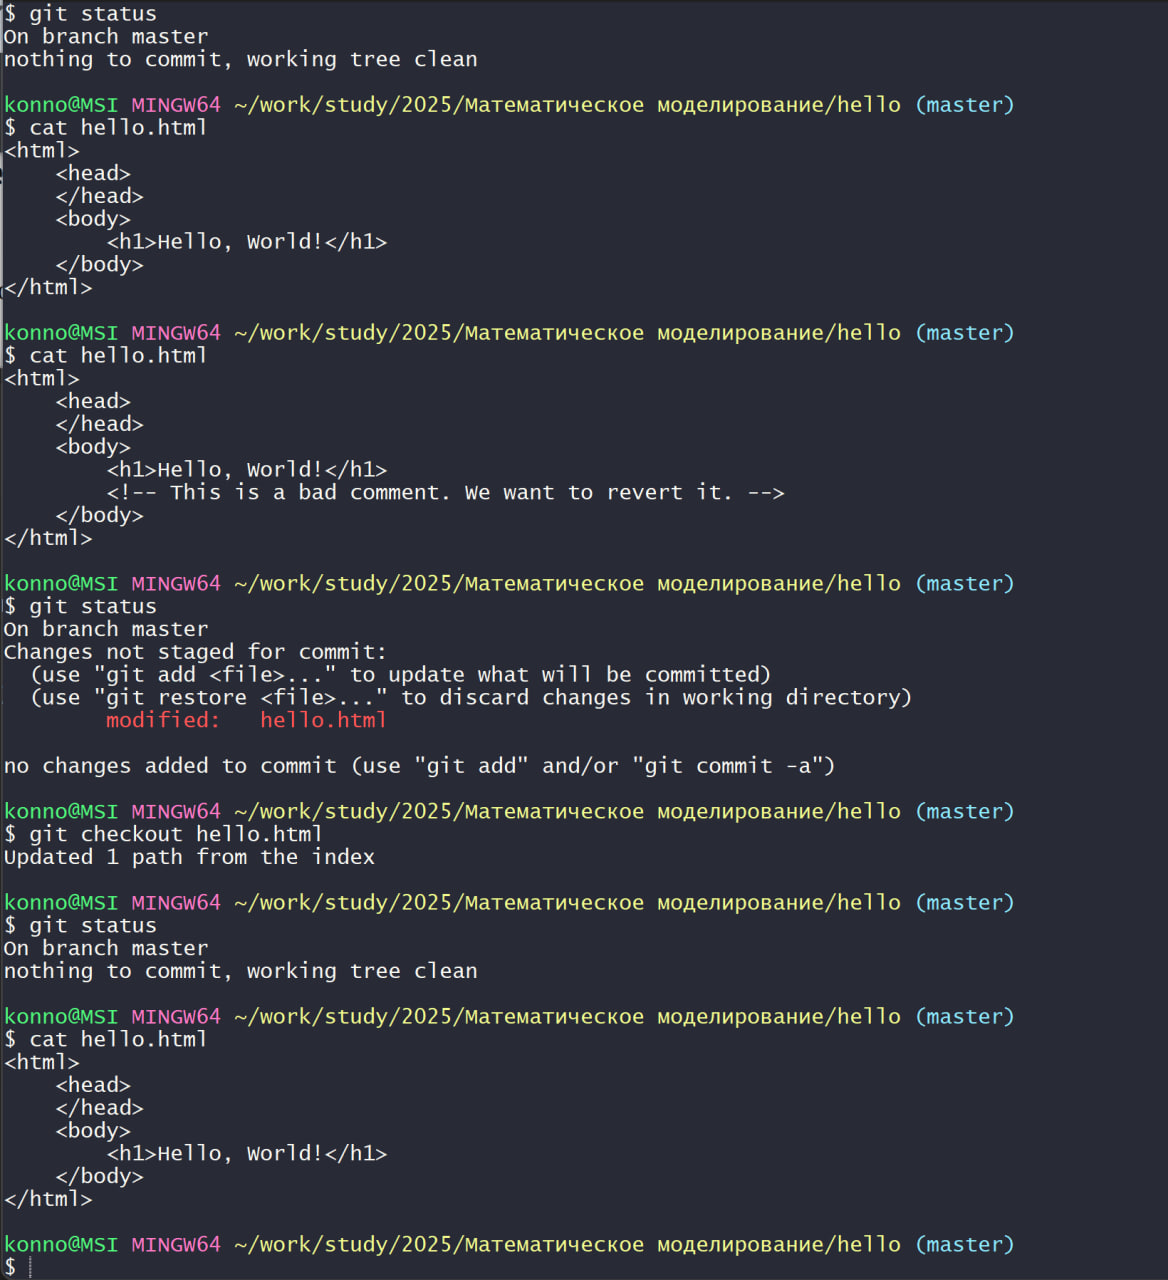 $ git status
On branch master
nothing to commit, working tree clean

konno@MSI MINGW64 ~/work/study/2025/Математическое моделирование/hello (master)
$ cat hello.html
<html>
    <head>
    </head>
    <body>
        <h1>Hello, World!</h1>
    </body>
</html>

konno@MSI MINGW64 ~/work/study/2025/Математическое моделирование/hello (master)
$ cat hello.html
<html>
    <head>
    </head>
    <body>
        <h1>Hello, World!</h1>
        <!-- This is a bad comment. We want to revert it. -->
    </body>
</html>

konno@MSI MINGW64 ~/work/study/2025/Математическое моделирование/hello (master)
$ git status
On branch master
Changes not staged for commit:
  (use "git add <file>..." to update what will be committed)
  (use "git restore <file>..." to discard changes in working directory)
        modified:   hello.html

no changes added to commit (use "git add" and/or "git commit -a")

konno@MSI MINGW64 ~/work/study/2025/Математическое моделирование/hello (master)
$ git checkout hello.html
Updated 1 path from the index

konno@MSI MINGW64 ~/work/study/2025/Математическое моделирование/hello (master)
$ git status
On branch master
nothing to commit, working tree clean

konno@MSI MINGW64 ~/work/study/2025/Математическое моделирование/hello (master)
$ cat hello.html
<html>
    <head>
    </head>
    <body>
        <h1>Hello, World!</h1>
    </body>
</html>

konno@MSI MINGW64 ~/work/study/2025/Математическое моделирование/hello (master)
$